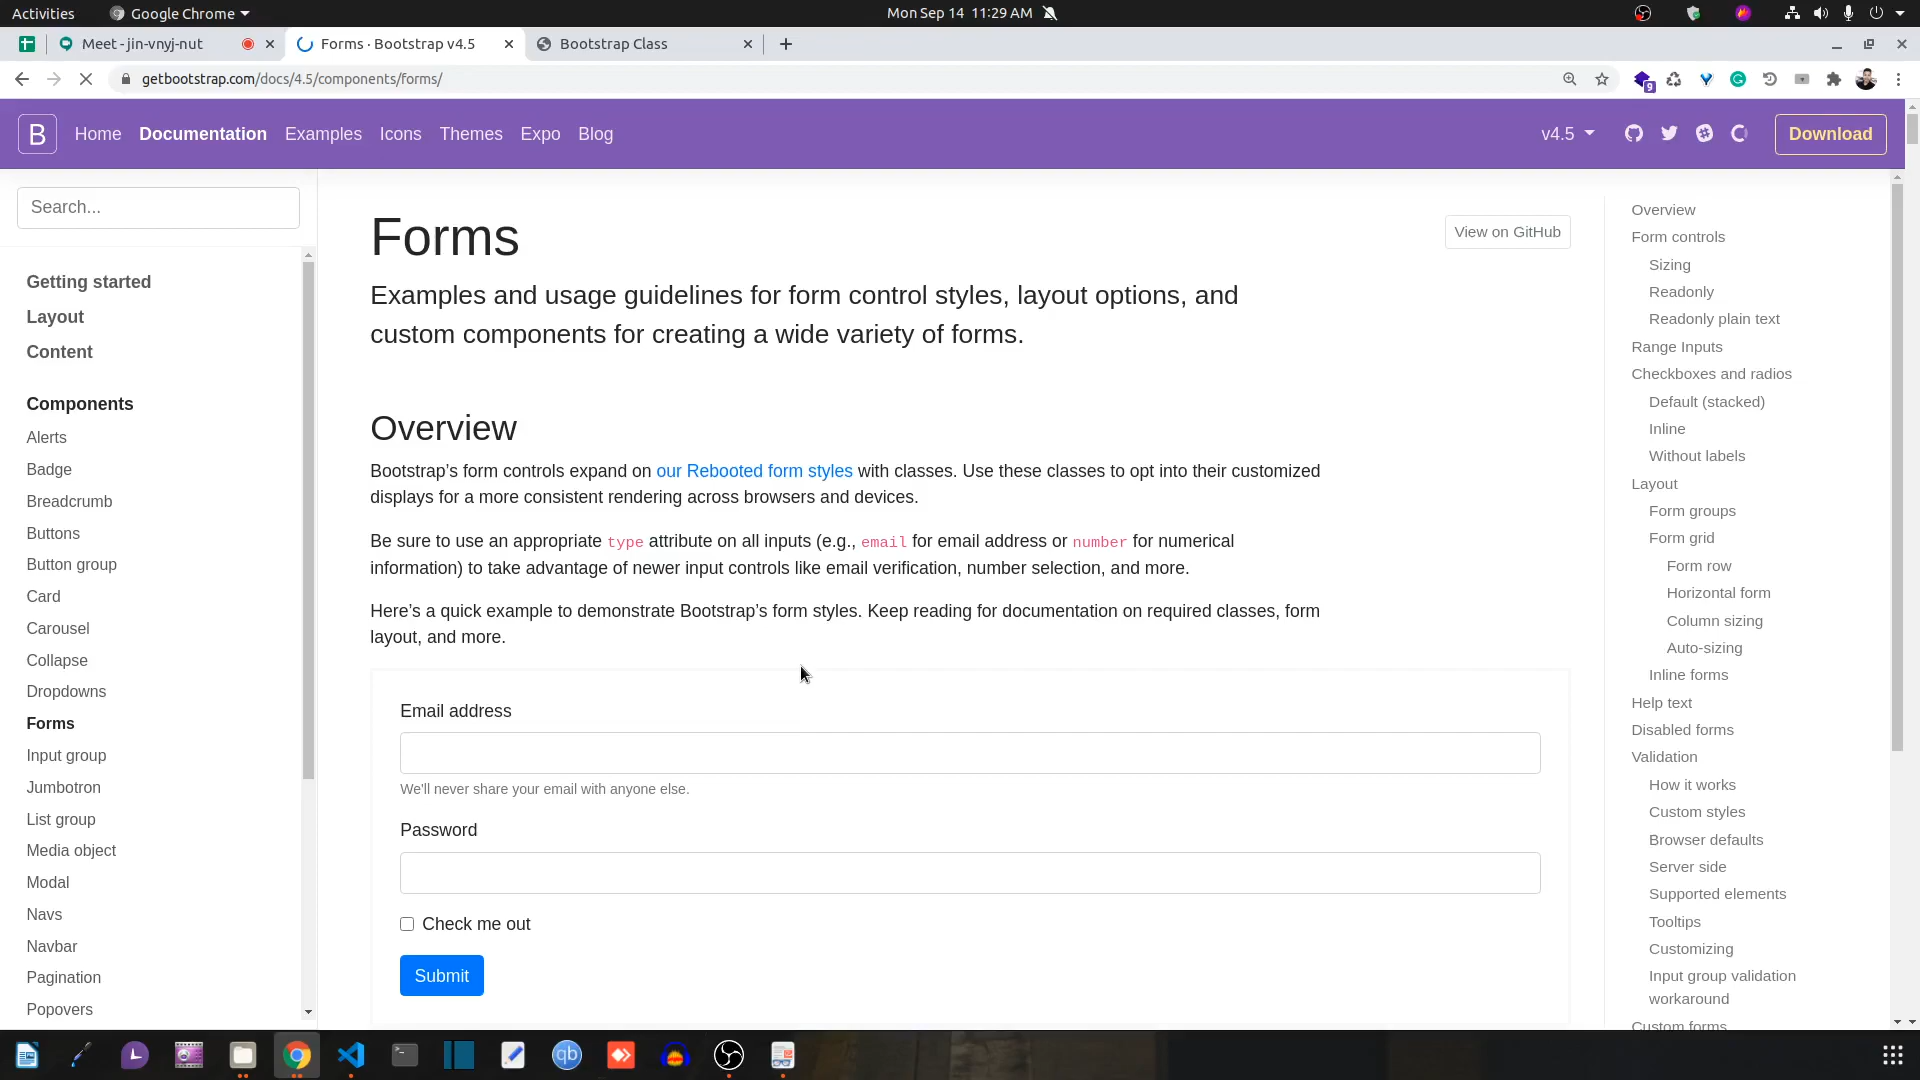 Activities
Google Chrome
Mon Sep 14 11:29 AM
Meet - jin-vnyj-nut
Forms · Bootstrap v4.5
Bootstrap Class
getbootstrap.com/docs/4.5/components/forms/
9
B
Home
Documentation
Examples
Icons
Themes
Expo
Blog
v4.5
Download
Search...
Getting started
Layout
Content
Components
Alerts
Badge
Breadcrumb
Buttons
Button group
Card
Carousel
Collapse
Dropdowns
Forms
Input group
Jumbotron
List group
Media object
Modal
Navs
Navbar
Pagination
Popovers
Forms
View on GitHub
Examples and usage guidelines for form control styles, layout options, and
custom components for creating a wide variety of forms.
Overview
Bootstrap’s form controls expand on our Rebooted form styles with classes. Use these classes to opt into their customized
displays for a more consistent rendering across browsers and devices.
Be sure to use an appropriate type attribute on all inputs (e.g., email for email address or number for numerical
information) to take advantage of newer input controls like email verification, number selection, and more.
Here’s a quick example to demonstrate Bootstrap’s form styles. Keep reading for documentation on required classes, form
layout, and more.
Email address
We'll never share your email with anyone else.
Password
Check me out
Submit
Overview
Form controls
Sizing
Readonly
Readonly plain text
Range Inputs
Checkboxes and radios
Default (stacked)
Inline
Without labels
Layout
Form groups
Form grid
Form row
Horizontal form
Column sizing
Auto-sizing
Inline forms
Help text
Disabled forms
Validation
How it works
Custom styles
Browser defaults
Server side
Supported elements
Tooltips
Customizing
Input group validation
workaround
Custom forms
qb